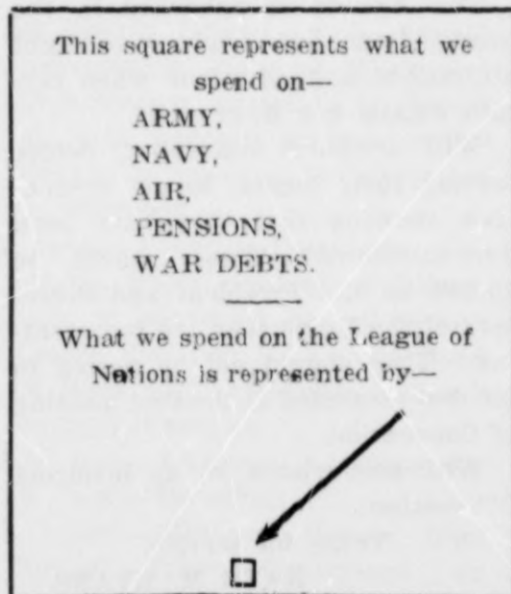 This square represents what we
spend on—
ARMY,
NAVY,
AIR,
PENSIONS,
WAR DEBTS.
What we spend on the League of
Nations is represented by—